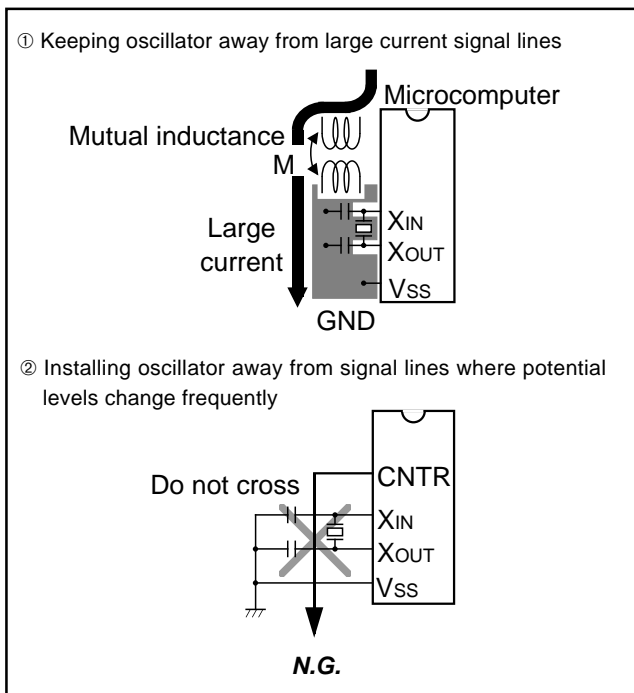 ① Keeping oscillator away from large current signal lines
Microcomputer
Mutual inductance
M
XIN
Large
current
XOUT
VSS
GND
② Installing oscillator away from signal lines where potential
levels change frequently
CNTR
Do not cross
XIN
XOUT
VSS
N.G.